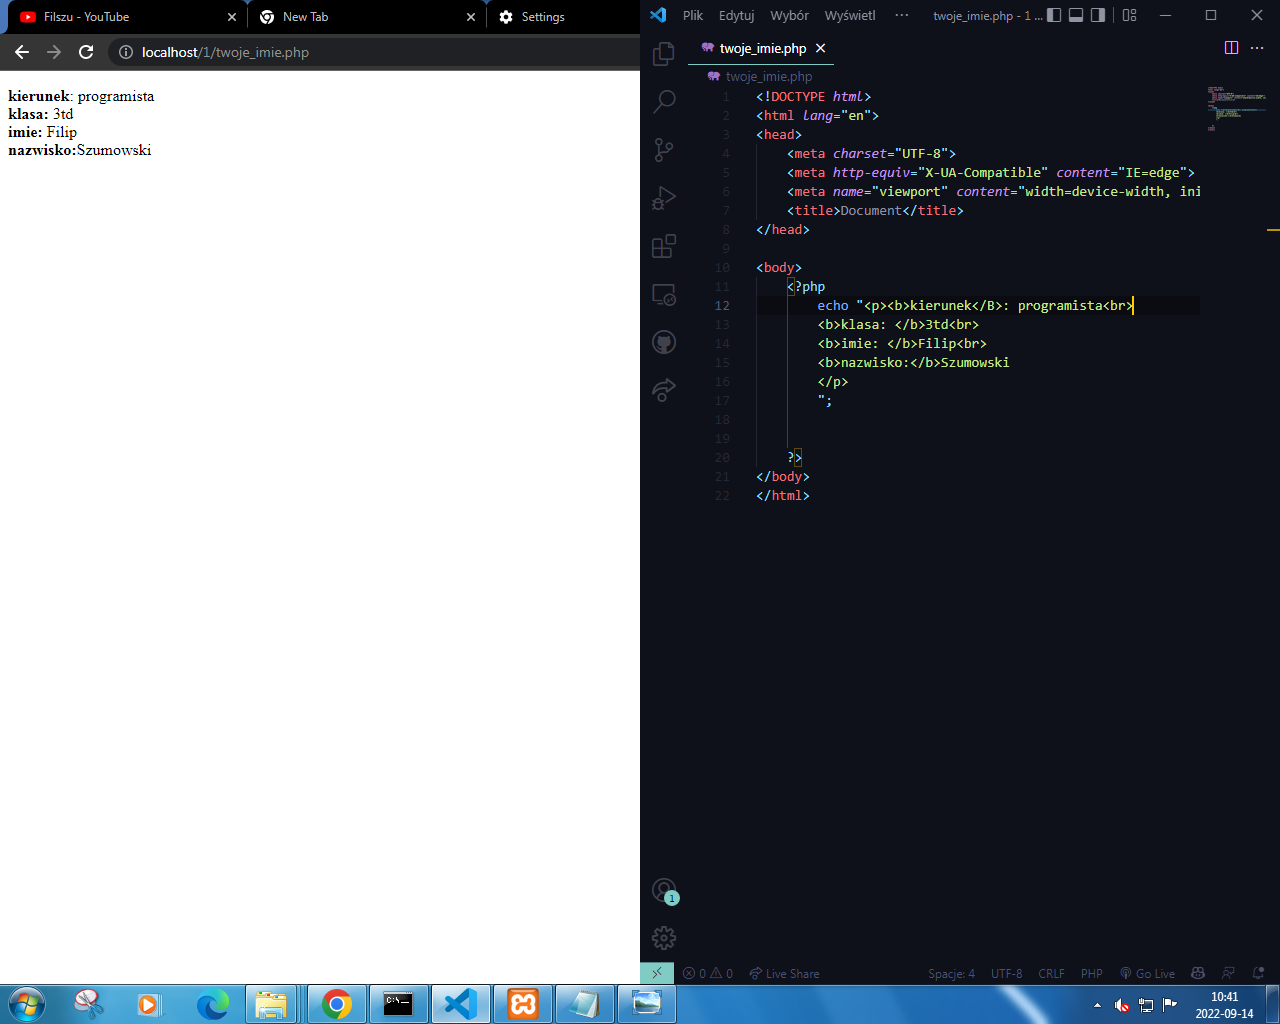 Filszu - YouTube
New Tab
Settings
localhost/1/twoje_imie.php
kierunek: programista
klasa: 3td
imie: Filip
nazwisko:Szumowski
Plik Edytuj Wybór Wyświetl ··· twoje_imie.php - 1 ...
twoje_imie.php
twoje_imie.php
1 <!DOCTYPE html>
2 <html lang="en">
3 <head>
4 <meta charset="UTF-8">
5 <meta http-equiv="X-UA-Compatible" content="IE=edge">
6 <meta name="viewport" content="width=device-width, ini
7 <title>Document</title>
8 </head>
9
10 <body>
11 <?php
12 echo "<p><b>kierunek</B>: programista<br>
13 <b>klasa: </b>3td<br>
14 <b>imie: </b>Filip<br>
15 <b>nazwisko:</b>Szumowski
16 </p>
17 ";
18
19
20 ?>
21 </body>
22 </html>
1
0 0 Live Share Spacje: 4 UTF-8 CRLF PHP Go Live
C:\_
10:41
2022-09-14